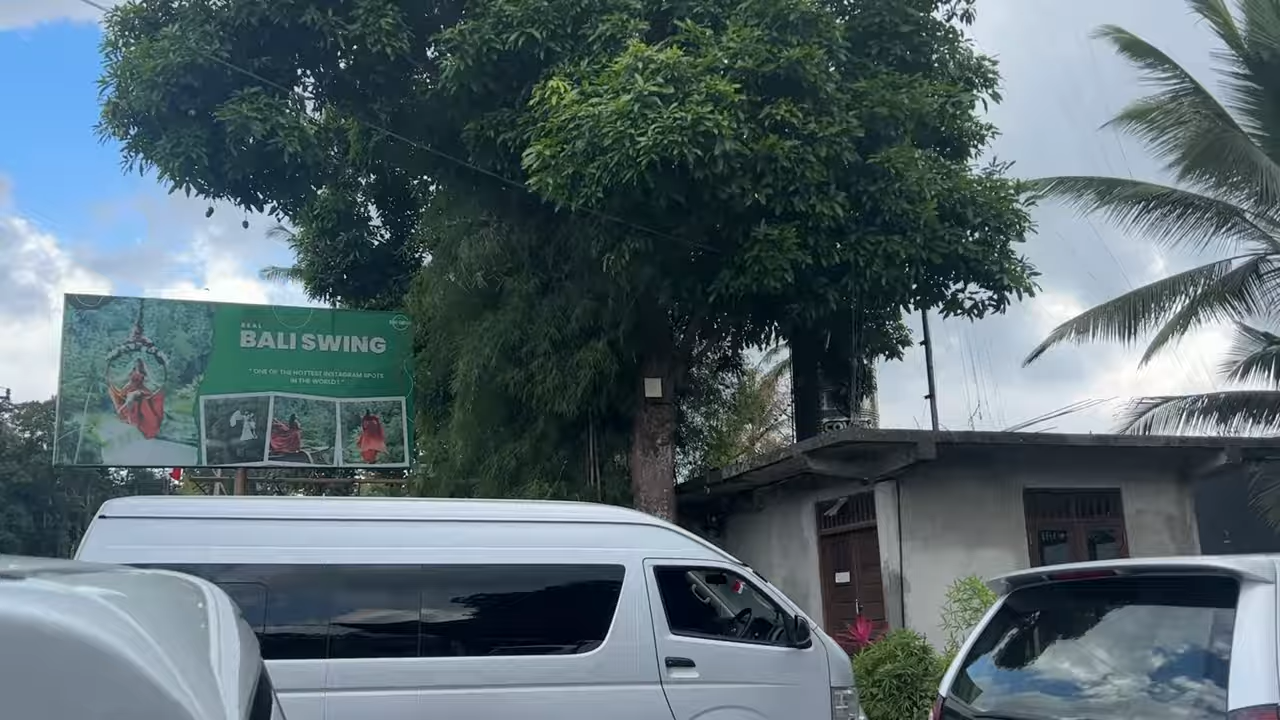 REAL
BALI SWING
" ONE OF THE HOTTEST INSTAGRAM SPOTS
IN THE WORLD! "